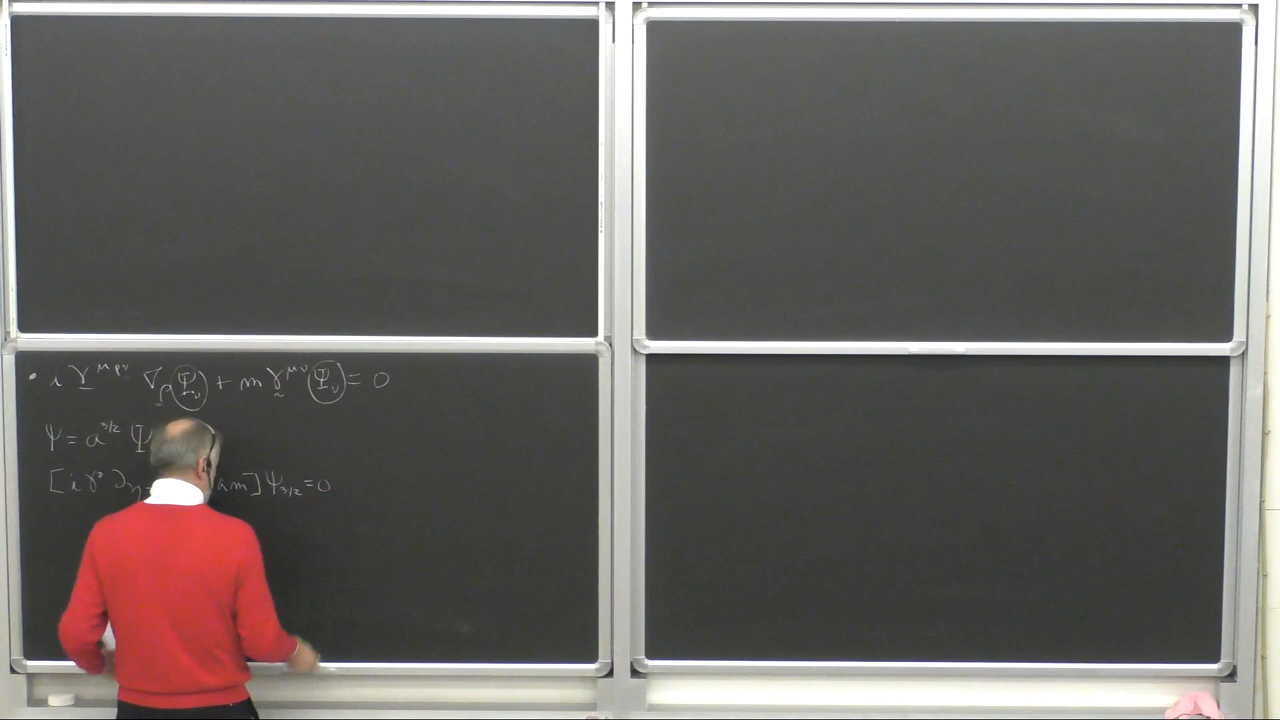 • i γ^{μρν} ∇_ρ Ψ_ν + m γ^{μν} Ψ_ν = 0
ψ = a^{3/2} Ψ
[i γ^0 ∂_η am] ψ_{3/2} = 0